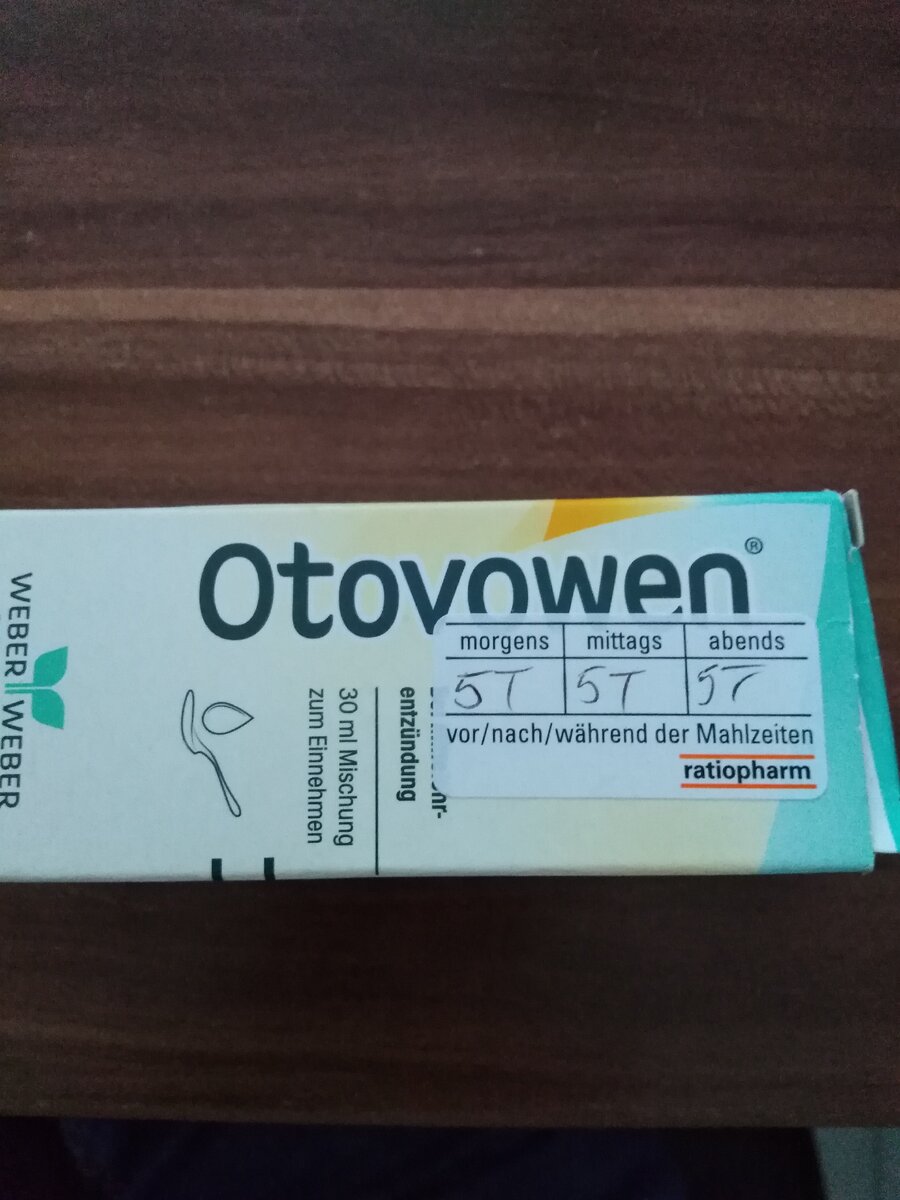 Otovowen®
morgens mittags abends
5T 5T 5T
vor/nach/während der Mahlzeiten
ratiopharm
entzündung
30 ml Mischung
zum Einnehmen
WEBER WEBER